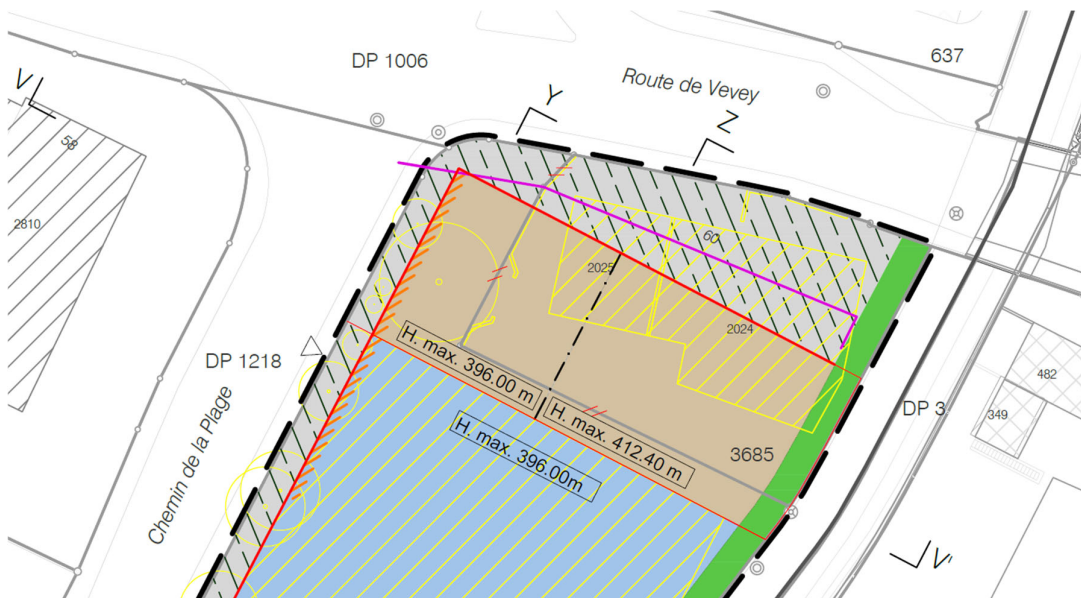 637
DP 1006
Route de Vevey
V
Y
Z
58
2810
60
2025
2024
DP 1218
H. max. 396.00 m
H. max. 412.40 m
H. max. 396.00m
482
349
DP 3
3685
Chemin de la Plage
V'